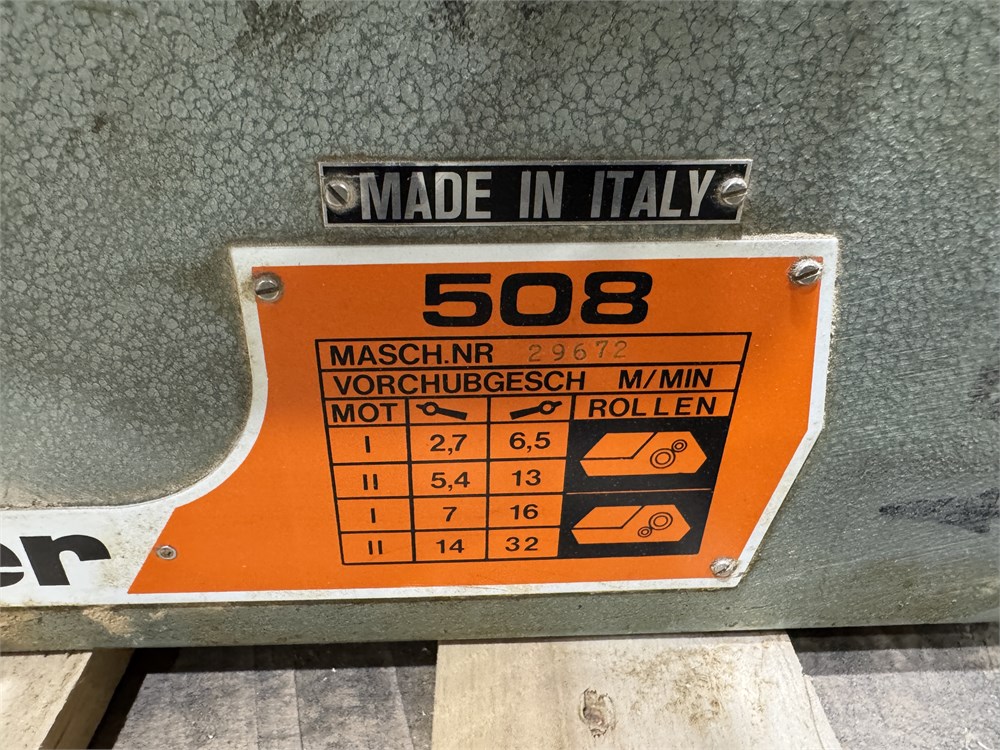 MADE IN ITALY
508
MASCH.NR 29672
VORCHUBGESCH M/MIN
MOT ROLLEN
I 2,7 6,5
II 5,4 13
I 7 16
II 14 32
er